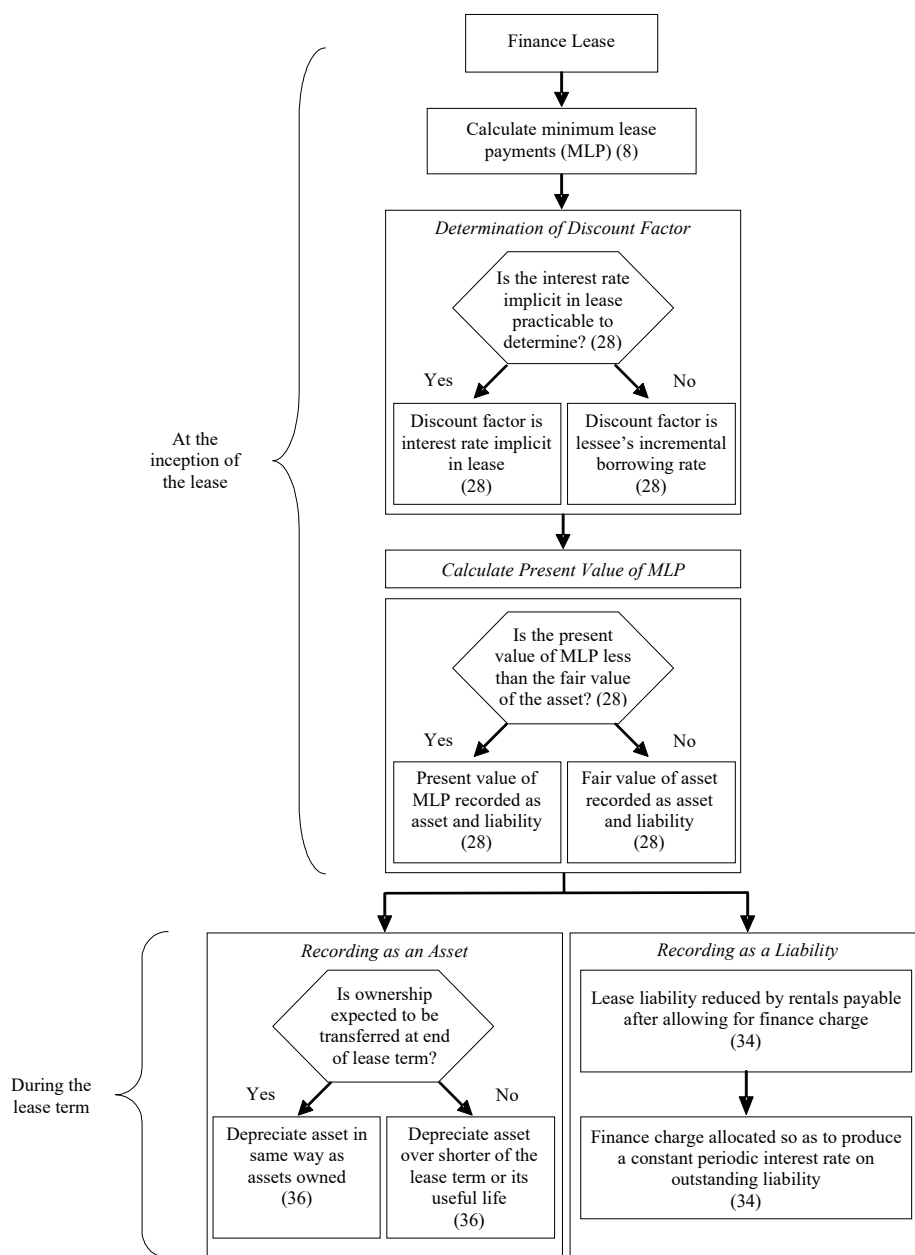 Finance Lease
Calculate minimum lease
payments (MLP) (8)
Determination of Discount Factor
Is the interest rate
implicit in lease
practicable to
determine? (28)
Yes
No
Discount factor is
interest rate implicit
in lease
(28)
Discount factor is
lessee’s incremental
borrowing rate
(28)
At the
inception of
the lease
Calculate Present Value of MLP
Is the present
value of MLP less
than the fair value
of the asset? (28)
Yes
No
Present value of
MLP recorded as
asset and liability
(28)
Fair value of asset
recorded as asset
and liability
(28)
During the
lease term
Recording as an Asset
Is ownership
expected to be
transferred at end
of lease term?
Yes
No
Depreciate asset in
same way as
assets owned
(36)
Depreciate asset
over shorter of the
lease term or its
useful life
(36)
Recording as a Liability
Lease liability reduced by rentals payable
after allowing for finance charge
(34)
Finance charge allocated so as to produce
a constant periodic interest rate on
outstanding liability
(34)